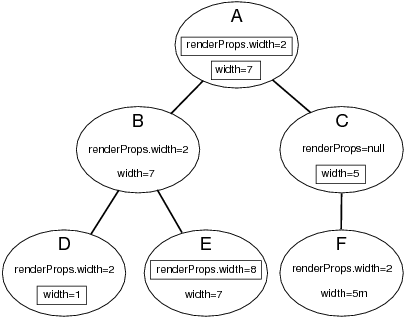 A
renderProps.width=2
width=7
B
renderProps.width=2
width=7
C
renderProps=null
width=5
D
renderProps.width=2
width=1
E
renderProps.width=8
width=7
F
renderProps.width=2
width=5m